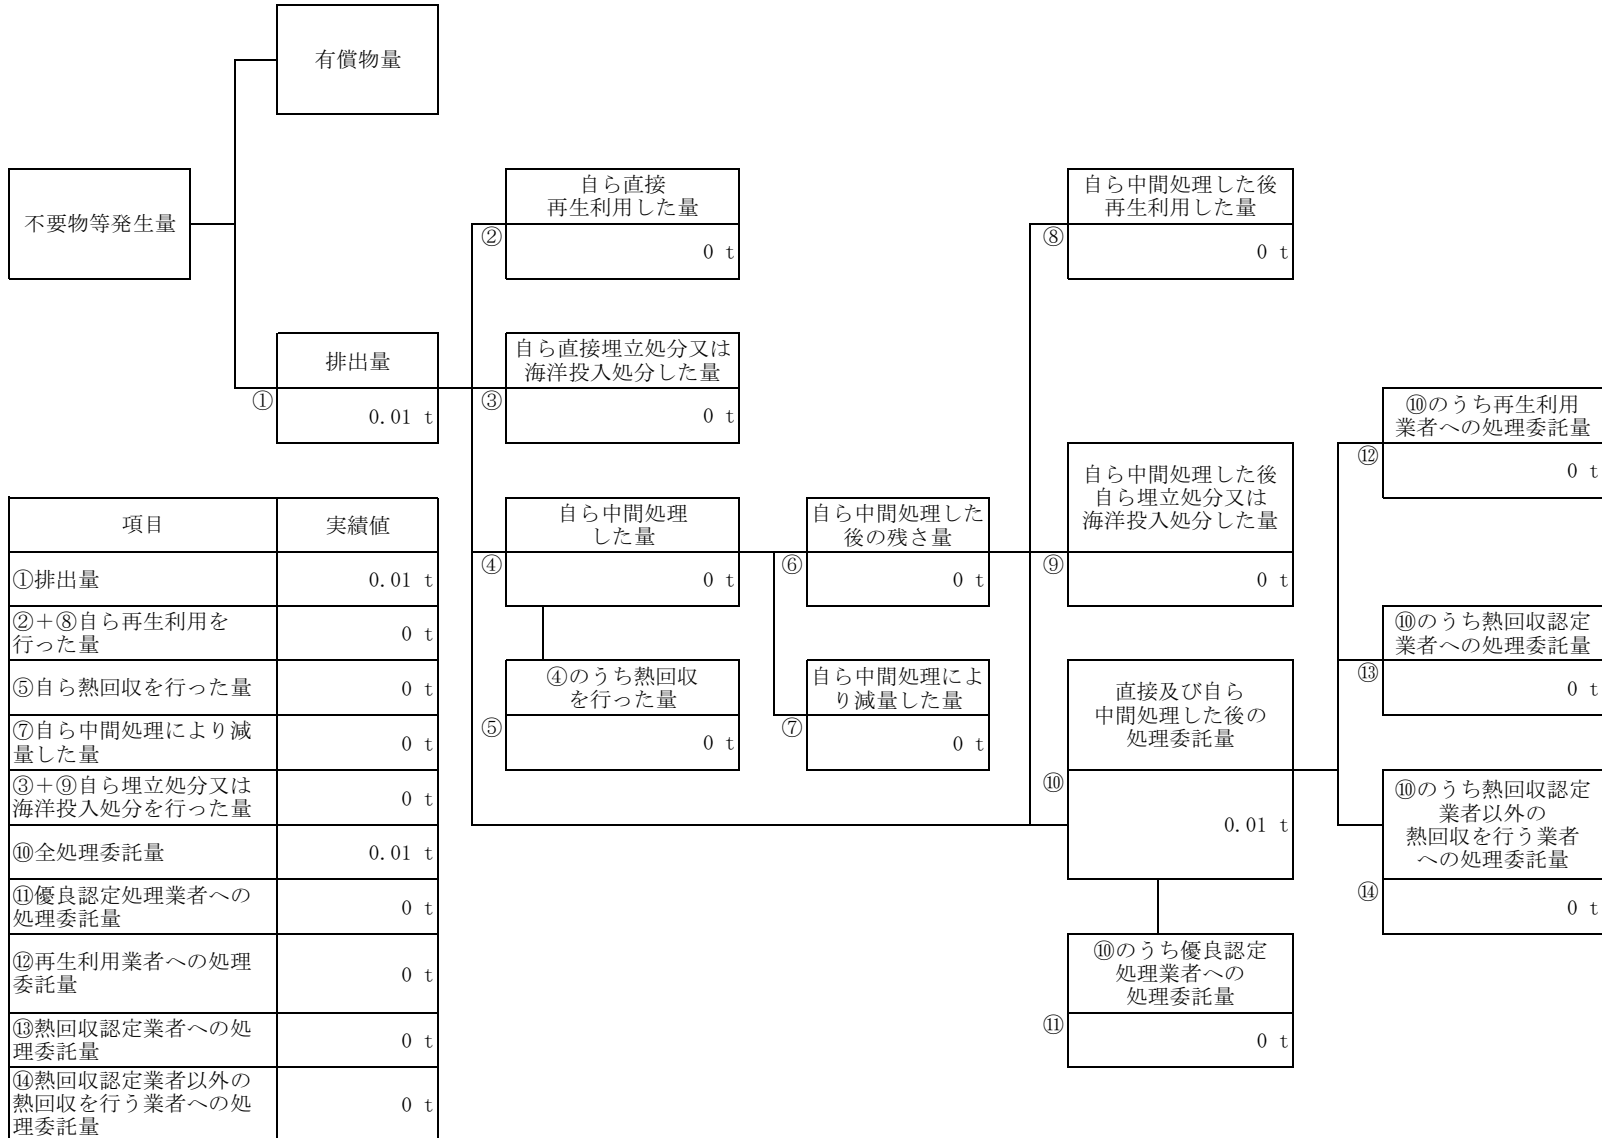 有償物量
不要物等発生量
排出量
①
0.01 t
自ら直接
再生利用した量
②
0 t
自ら直接埋立処分又は
海洋投入処分した量
③
0 t
自ら中間処理
した量
④
0 t
④のうち熱回収
を行った量
⑤
0 t
自ら中間処理した
後の残さ量
⑥
0 t
自ら中間処理によ
り減量した量
⑦
0 t
自ら中間処理した後
再生利用した量
⑧
0 t
自ら中間処理した後
自ら埋立処分又は
海洋投入処分した量
⑨
0 t
直接及び自ら
中間処理した後の
処理委託量
⑩
0.01 t
⑩のうち優良認定
処理業者への
処理委託量
⑪
0 t
⑩のうち再生利用
業者への処理委託量
⑫
0 t
⑩のうち熱回収認定
業者への処理委託量
⑬
0 t
⑩のうち熱回収認定
業者以外の
熱回収を行う業者
への処理委託量
⑭
0 t
項目 実績値
①排出量 0.01 t
②＋⑧自ら再生利用を
行った量 0 t
⑤自ら熱回収を行った量 0 t
⑦自ら中間処理により減
量した量 0 t
③＋⑨自ら埋立処分又は
海洋投入処分を行った量 0 t
⑩全処理委託量 0.01 t
⑪優良認定処理業者への
処理委託量 0 t
⑫再生利用業者への処理
委託量 0 t
⑬熱回収認定業者への処
理委託量 0 t
⑭熱回収認定業者以外の
熱回収を行う業者への処
理委託量 0 t